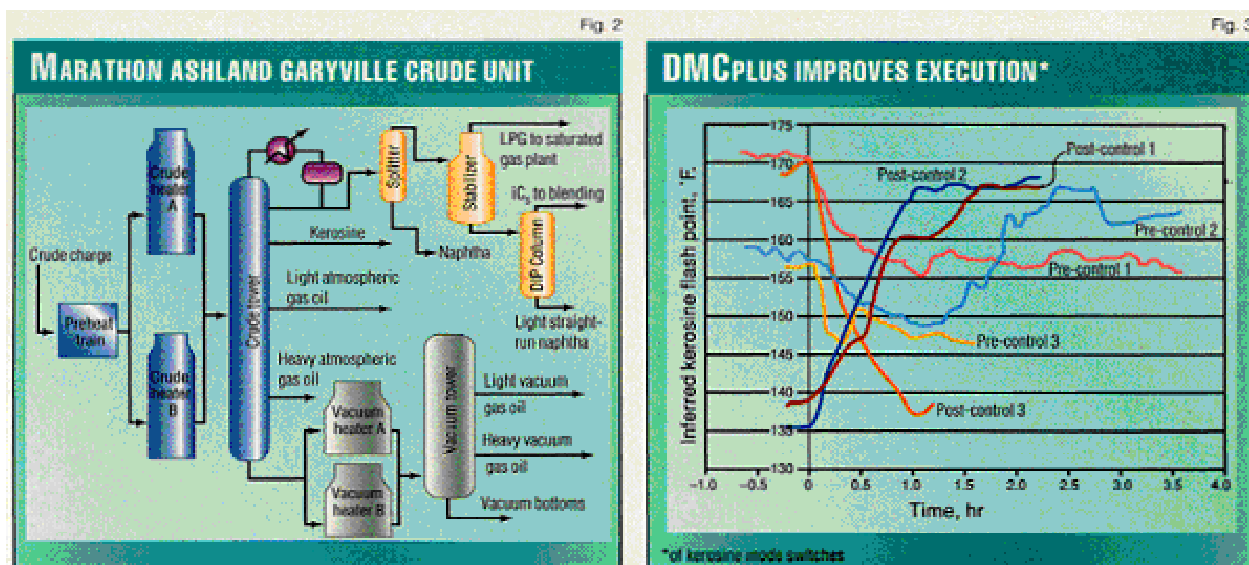 Fig. 2
MARATHON ASHLAND GARYVILLE CRUDE UNIT
Crude charge
Preheat
train
Crude
heater
A
Crude
heater
B
Crude tower
Kerosine
Light atmospheric
gas oil
Heavy atmospheric
gas oil
Vacuum
heater A
Vacuum
heater B
Vacuum tower
Light vacuum
gas oil
Heavy vacuum
gas oil
Vacuum bottoms
Splitter
Naphtha
Stabilizer
LPG to saturated
gas plant
iC5 to blending
DIP Column
Light straight-
run-naphtha
Fig. 3
DMCPLUS IMPROVES EXECUTION*
Inferred kerosine flash point, °F.
175
170
165
160
155
150
145
140
135
130
-1.0 -0.5 0 0.5 1.0 1.5 2.0 2.5 3.0 3.5 4.0
Time, hr
Post-control 1
Post-control 2
Pre-control 2
Pre-control 1
Pre-control 3
Post-control 3
*of kerosine mode switches